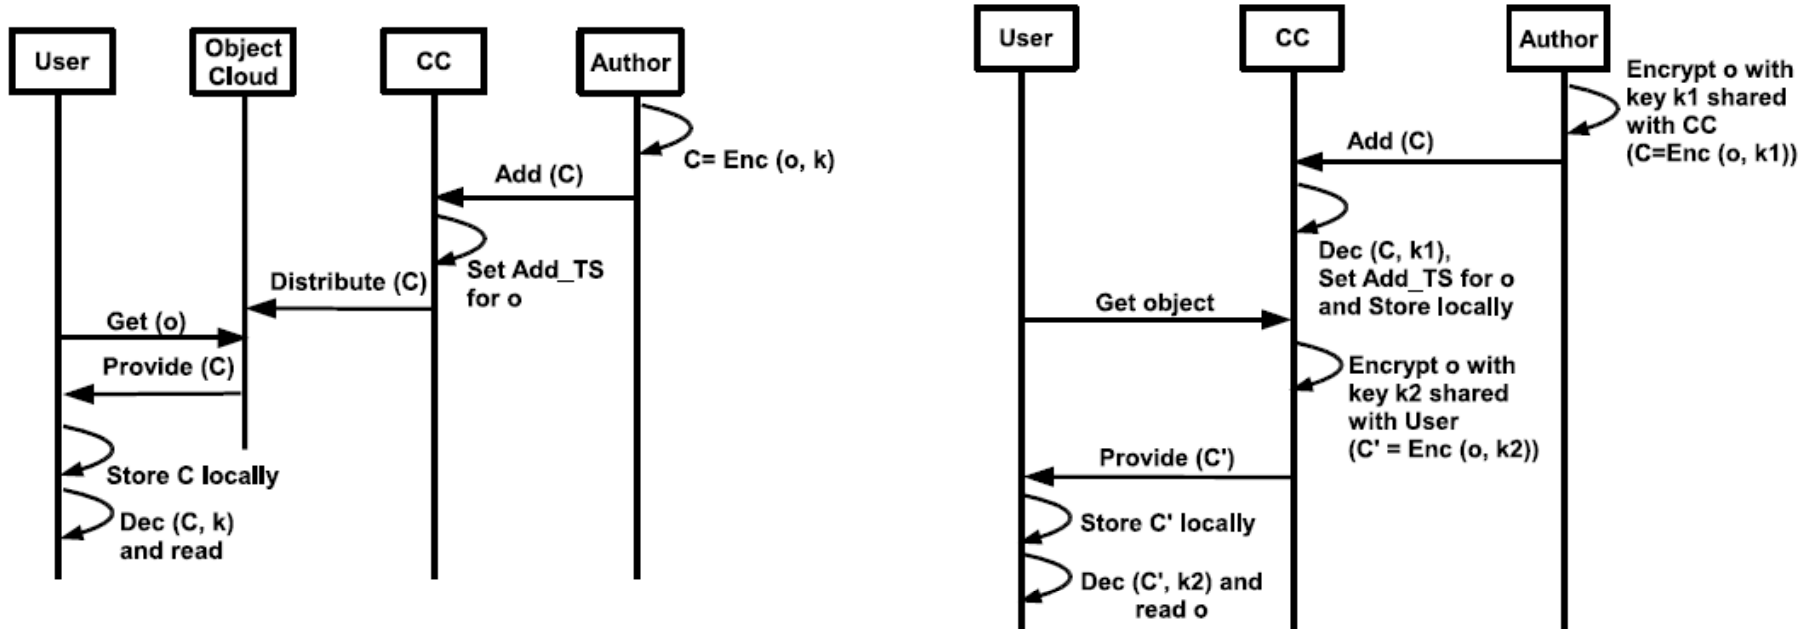 User
Object
Cloud
CC
Author
C= Enc (o, k)
Add (C)
Set Add_TS
for o
Distribute (C)
Get (o)
Provide (C)
Store C locally
Dec (C, k)
and read
User
CC
Author
Encrypt o with
key k1 shared
with CC
(C=Enc (o, k1))
Add (C)
Dec (C, k1),
Set Add_TS for o
and Store locally
Get object
Encrypt o with
key k2 shared
with User
(C' = Enc (o, k2))
Provide (C')
Store C' locally
Dec (C', k2) and
read o